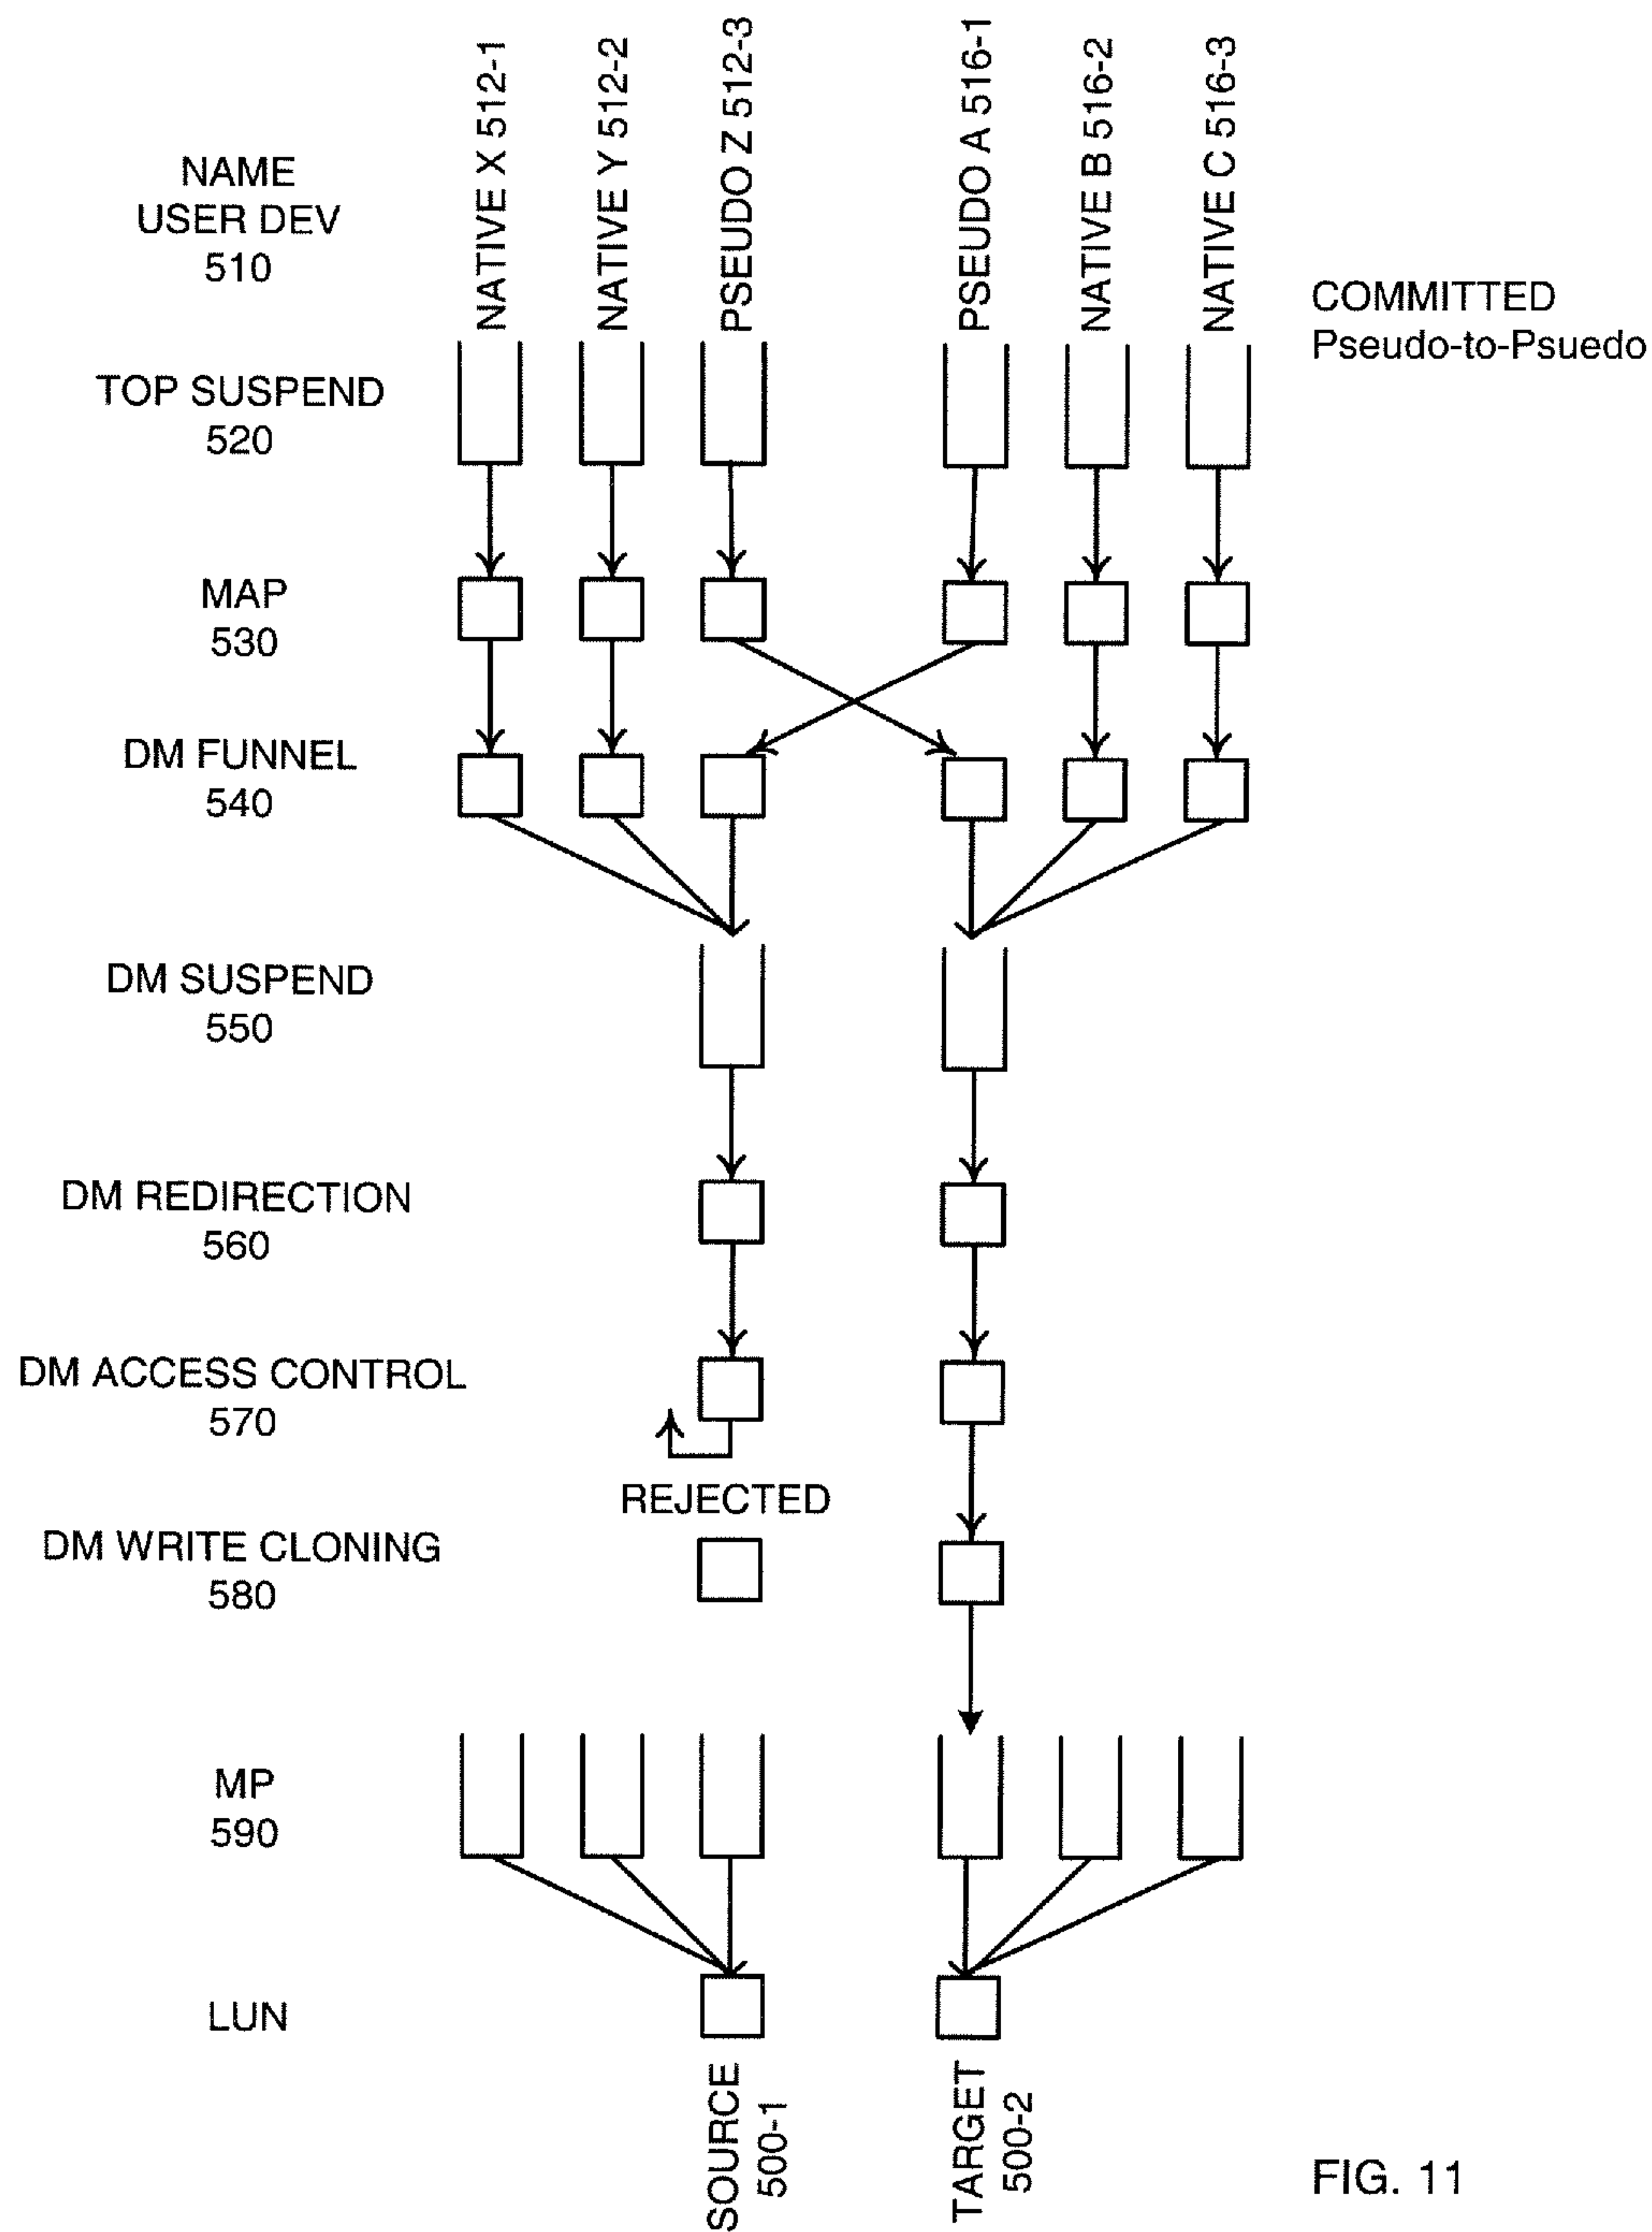 NATIVE X 512-1
NATIVE Y 512-2
PSEUDO Z 512-3
PSEUDO A 516-1
NATIVE B 516-2
NATIVE C 516-3
NAME
USER DEV
510
COMMITTED
Pseudo-to-Psuedo
TOP SUSPEND
520
MAP
530
DM FUNNEL
540
DM SUSPEND
550
DM REDIRECTION
560
DM ACCESS CONTROL
570
REJECTED
DM WRITE CLONING
580
MP
590
LUN
SOURCE
500-1
TARGET
500-2
FIG. 11